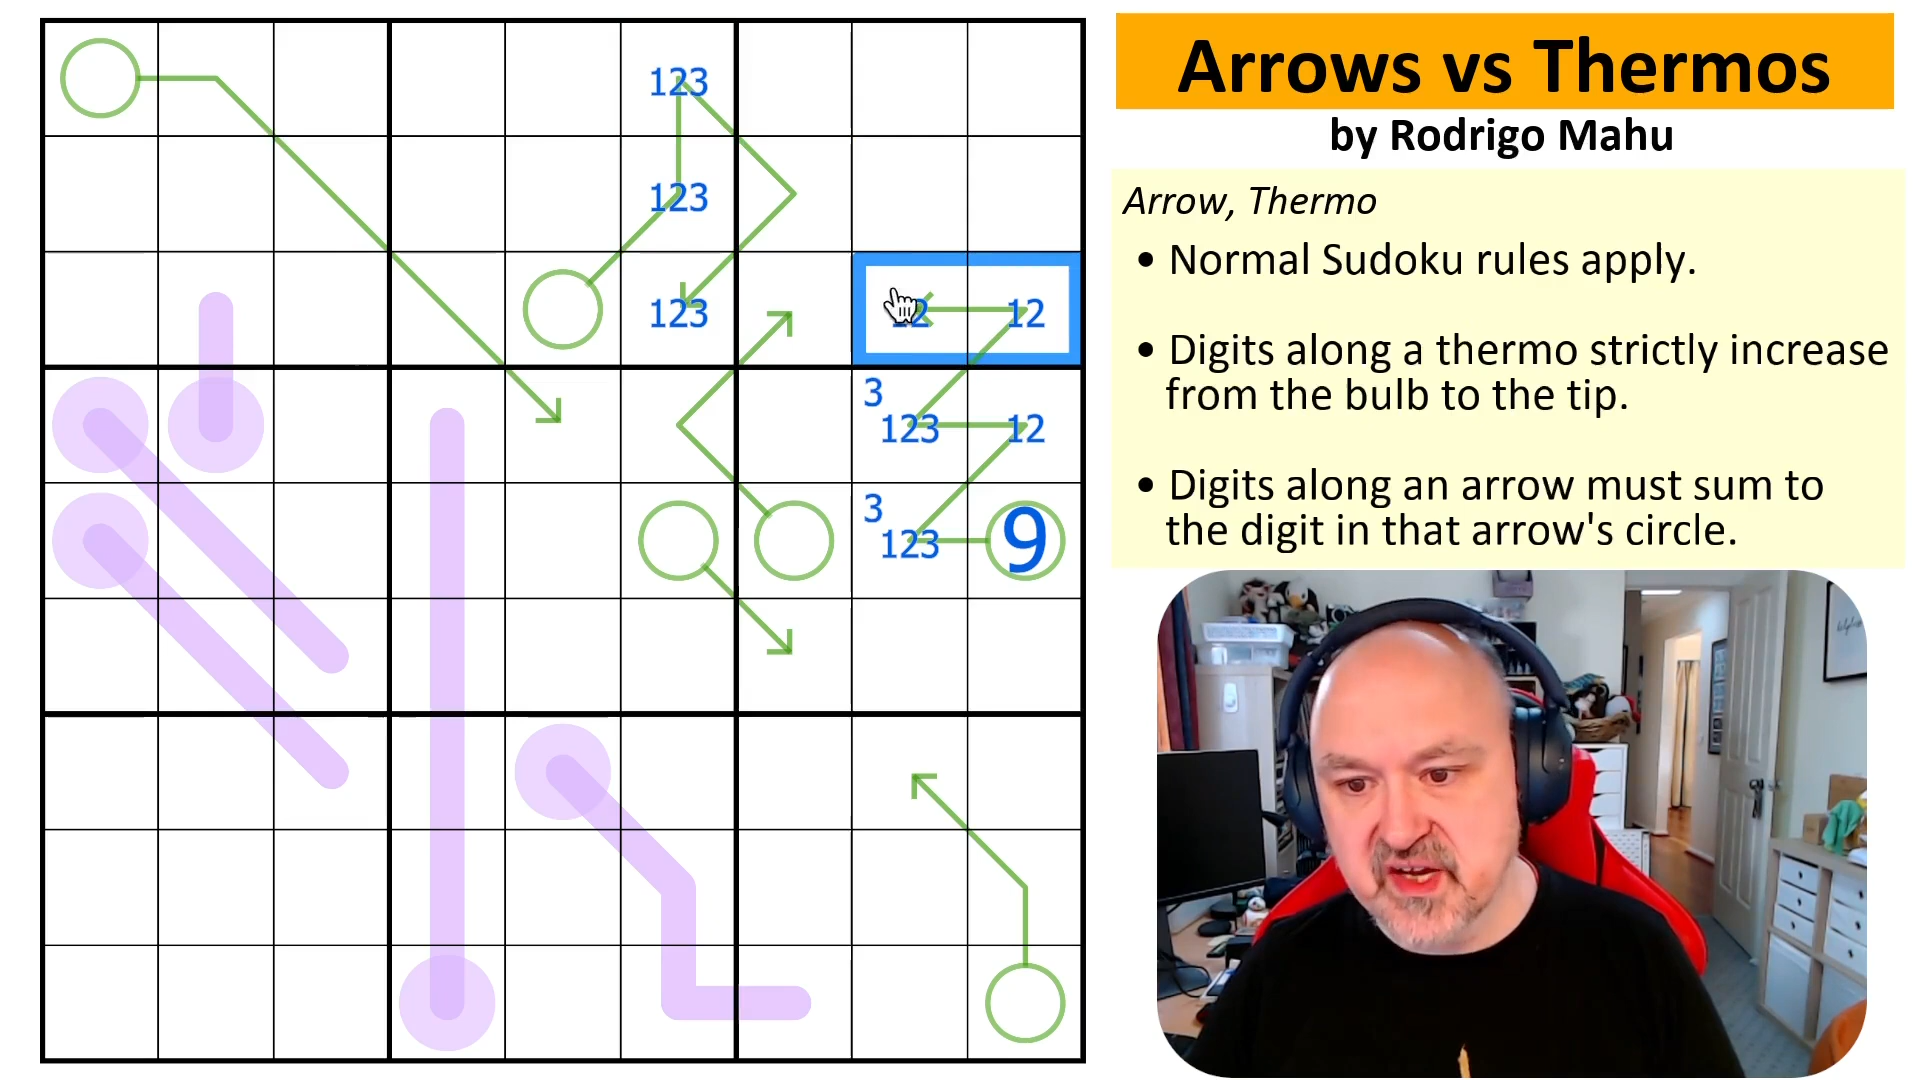 Arrows vs Thermos
by Rodrigo Mahu
Arrow, Thermo
• Normal Sudoku rules apply.
• Digits along a thermo strictly increase
from the bulb to the tip.
• Digits along an arrow must sum to
the digit in that arrow's circle.
123
123
123 12 12
3
123 12
3
123 9